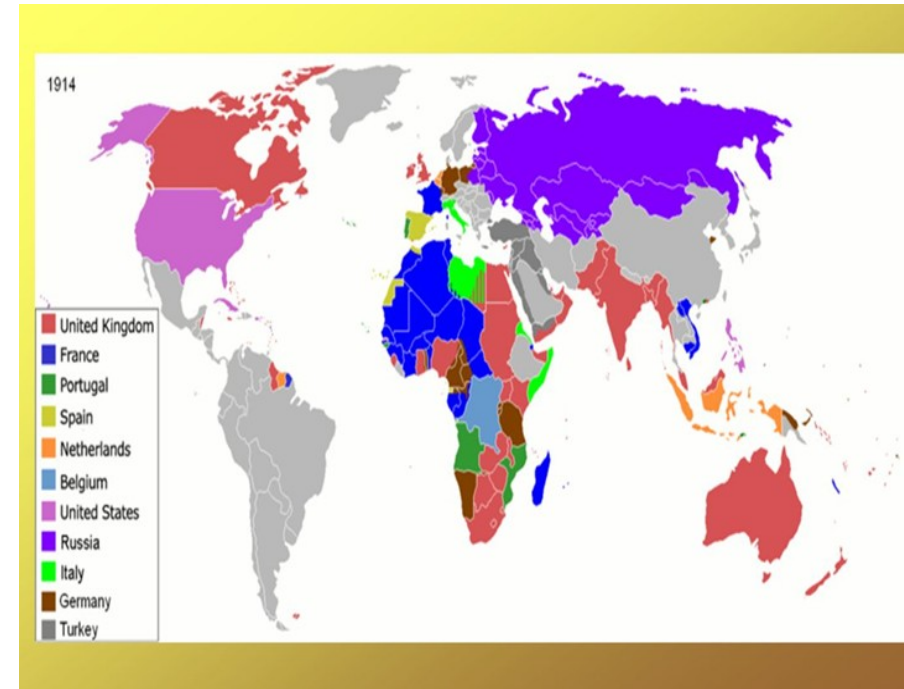 1914
United Kingdom
France
Portugal
Spain
Netherlands
Belgium
United States
Russia
Italy
Germany
Turkey